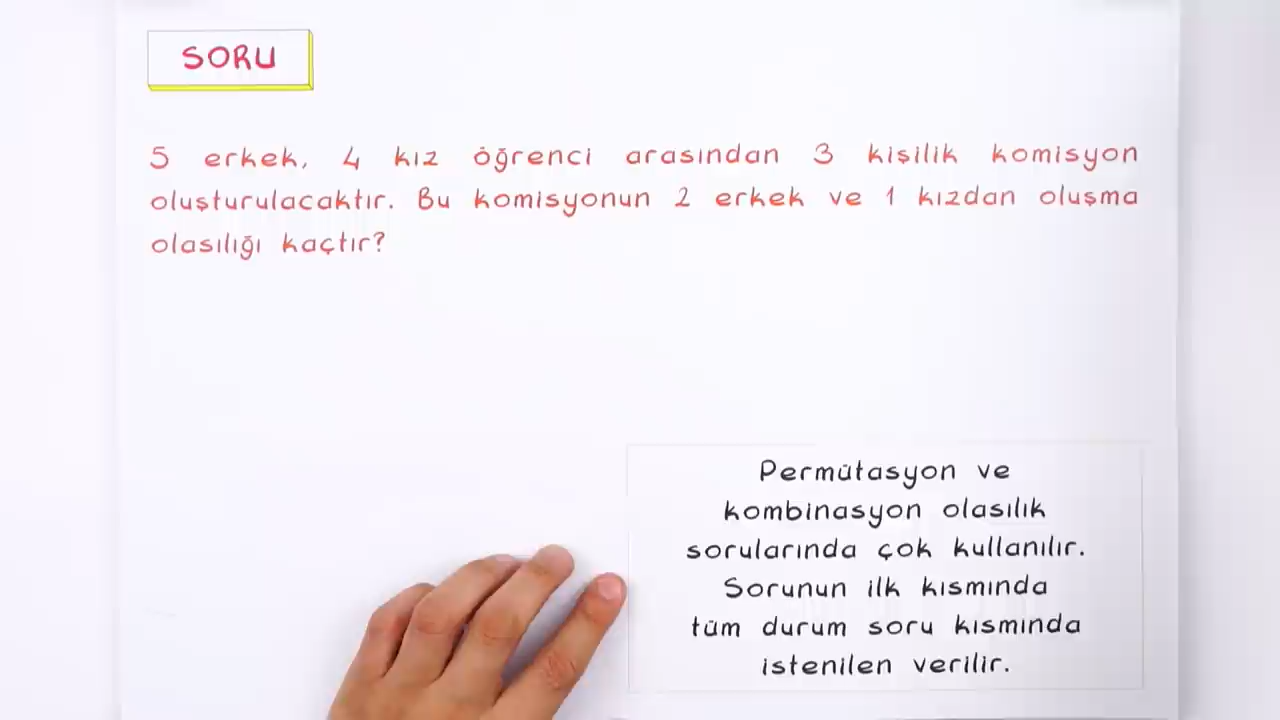 SORU
5 erkek, 4 kız öğrenci arasından 3 kişilik komisyon
oluşturulacaktır. Bu komisyonun 2 erkek ve 1 kızdan oluşma
olasılığı kaçtır?
Permütasyon ve
kombinasyon olasılık
sorularında çok kullanılır.
Sorunun ilk kısmında
tüm durum soru kısmında
istenilen verilir.